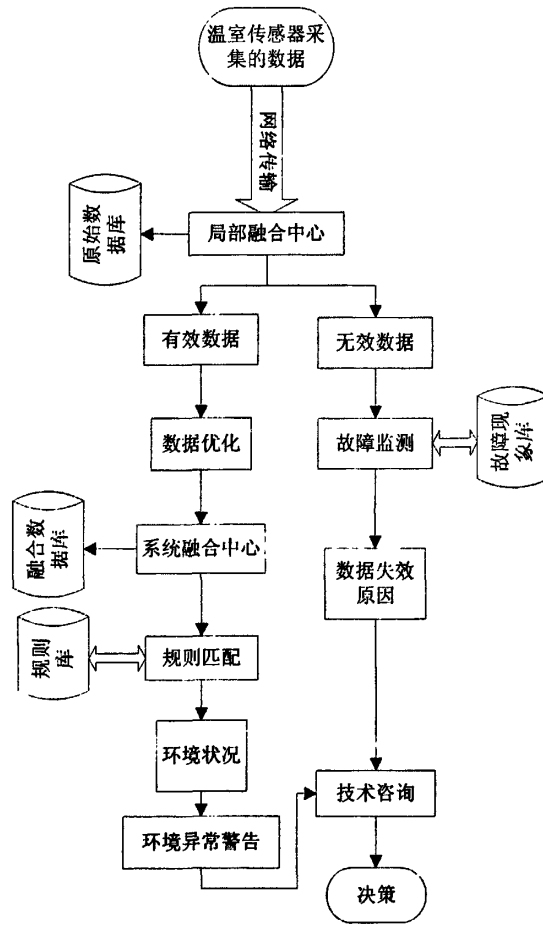 温室传感器采
集的数据
网络传输
原始数
据库
局部融合中心
有效数据
无效数据
数据优化
故障监测
故障现
象库
融合数
据库
系统融合中心
数据失效
原因
规则
库
规则匹配
环境状况
技术咨询
环境异常警告
决策